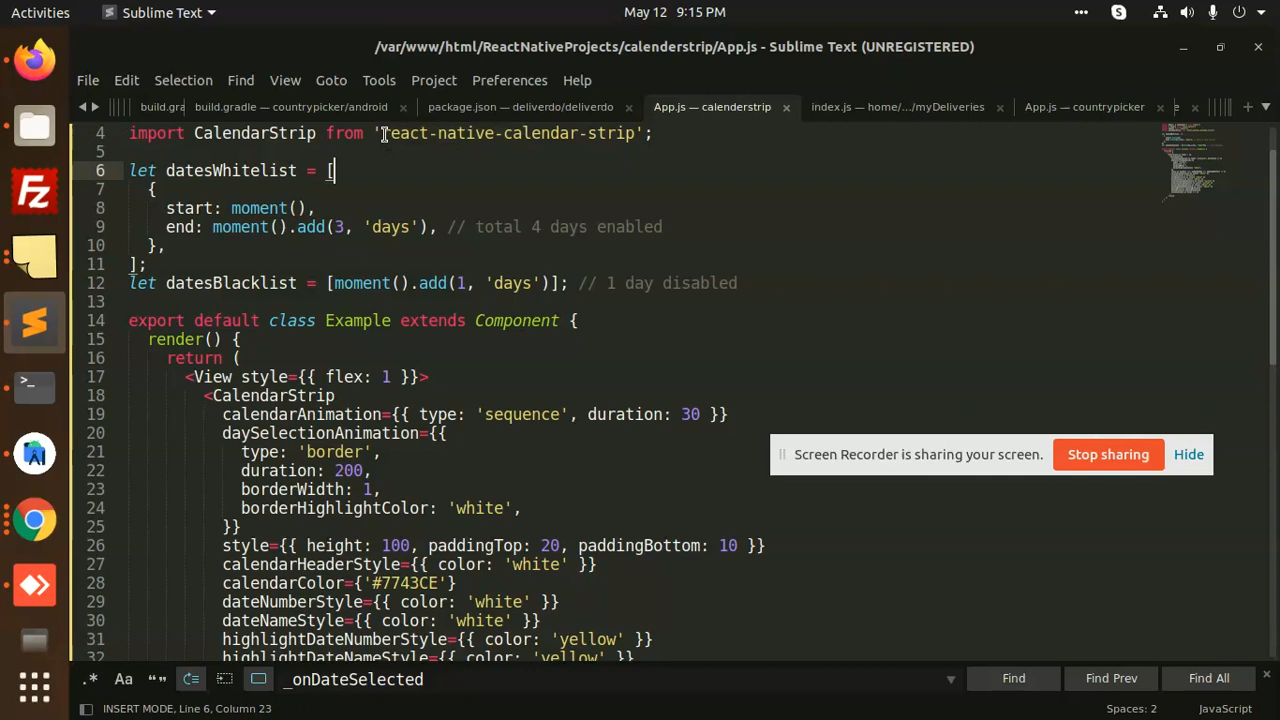 Activities
Sublime Text
May 12 9:15 PM
/var/www/html/ReactNativeProjects/calenderstrip/App.js - Sublime Text (UNREGISTERED)
File Edit Selection Find View Goto Tools Project Preferences Help
build.gra
build.gradle — countrypicker/android
package.json — deliverdo/deliverdo
App.js — calenderstrip
index.js — home/.../myDeliveries
App.js — countrypicker
e
4 import CalendarStrip from 'react-native-calendar-strip';
5
6 let datesWhitelist = [
7 {
8 start: moment(),
9 end: moment().add(3, 'days'), // total 4 days enabled
10 },
11 ];
12 let datesBlacklist = [moment().add(1, 'days')]; // 1 day disabled
13
14 export default class Example extends Component {
15 render() {
16 return (
17 <View style={{ flex: 1 }}>
18 <CalendarStrip
19 calendarAnimation={{ type: 'sequence', duration: 30 }}
20 daySelectionAnimation={{
21 type: 'border',
22 duration: 200,
23 borderWidth: 1,
24 borderHighlightColor: 'white',
25 }}
26 style={{ height: 100, paddingTop: 20, paddingBottom: 10 }}
27 calendarHeaderStyle={{ color: 'white' }}
28 calendarColor={'#7743CE'}
29 dateNumberStyle={{ color: 'white' }}
30 dateNameStyle={{ color: 'white' }}
31 highlightDateNumberStyle={{ color: 'yellow' }}
32 highlightDateNameStyle={{ color: 'yellow' }}
Screen Recorder is sharing your screen.
Stop sharing
Hide
.* Aa “” _onDateSelected
Find
Find Prev
Find All
INSERT MODE, Line 6, Column 23
Spaces: 2
JavaScript